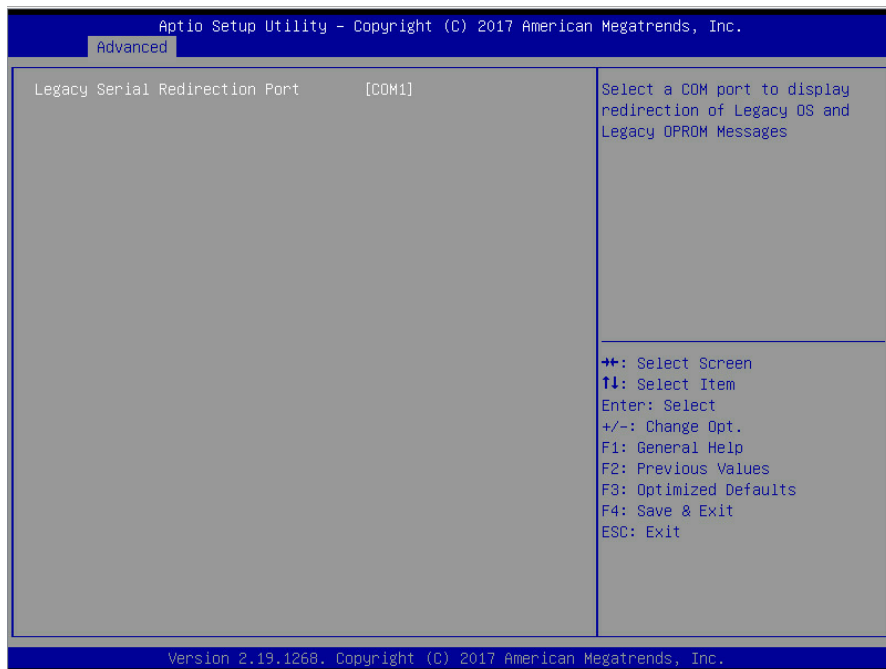 Aptio Setup Utility – Copyright (C) 2017 American Megatrends, Inc.
Advanced
Legacy Serial Redirection Port [COM1]
Select a COM port to display
redirection of Legacy OS and
Legacy OPROM Messages
→←: Select Screen
↑↓: Select Item
Enter: Select
+/-: Change Opt.
F1: General Help
F2: Previous Values
F3: Optimized Defaults
F4: Save & Exit
ESC: Exit
Version 2.19.1268. Copyright (C) 2017 American Megatrends, Inc.